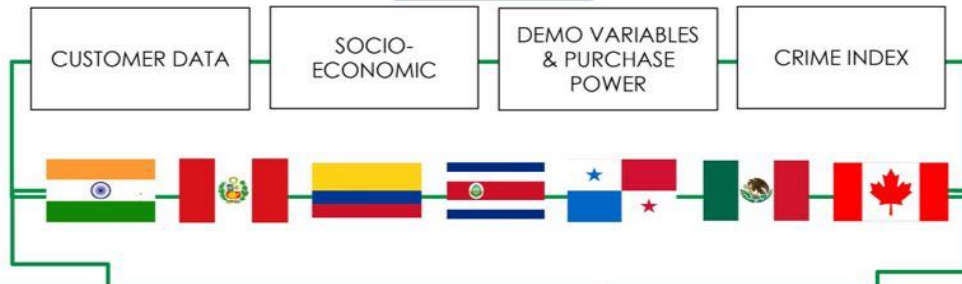 CUSTOMER DATA
SOCIO-
ECONOMIC
DEMO VARIABLES
& PURCHASE
POWER
CRIME INDEX